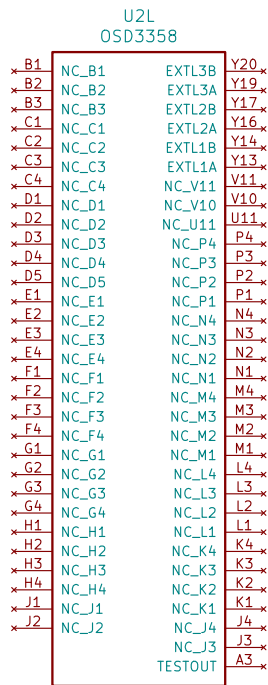 U2L
OSD3358
B1 NC_B1 EXTL3B Y20
B2 NC_B2 EXTL3A Y19
B3 NC_B3 EXTL2B Y17
C1 NC_C1 EXTL2A Y16
C2 NC_C2 EXTL1B Y14
C3 NC_C3 EXTL1A Y13
C4 NC_C4 NC_V11 V11
D1 NC_D1 NC_V10 V10
D2 NC_D2 NC_U11 U11
D3 NC_D3 NC_P4 P4
D4 NC_D4 NC_P3 P3
D5 NC_D5 NC_P2 P2
E1 NC_E1 NC_P1 P1
E2 NC_E2 NC_N4 N4
E3 NC_E3 NC_N3 N3
E4 NC_E4 NC_N2 N2
F1 NC_F1 NC_N1 N1
F2 NC_F2 NC_M4 M4
F3 NC_F3 NC_M3 M3
F4 NC_F4 NC_M2 M2
G1 NC_G1 NC_M1 M1
G2 NC_G2 NC_L4 L4
G3 NC_G3 NC_L3 L3
G4 NC_G4 NC_L2 L2
H1 NC_H1 NC_L1 L1
H2 NC_H2 NC_K4 K4
H3 NC_H3 NC_K3 K3
H4 NC_H4 NC_K2 K2
J1 NC_J1 NC_K1 K1
J2 NC_J2 NC_J4 J4
NC_J3 J3
TESTOUT A3